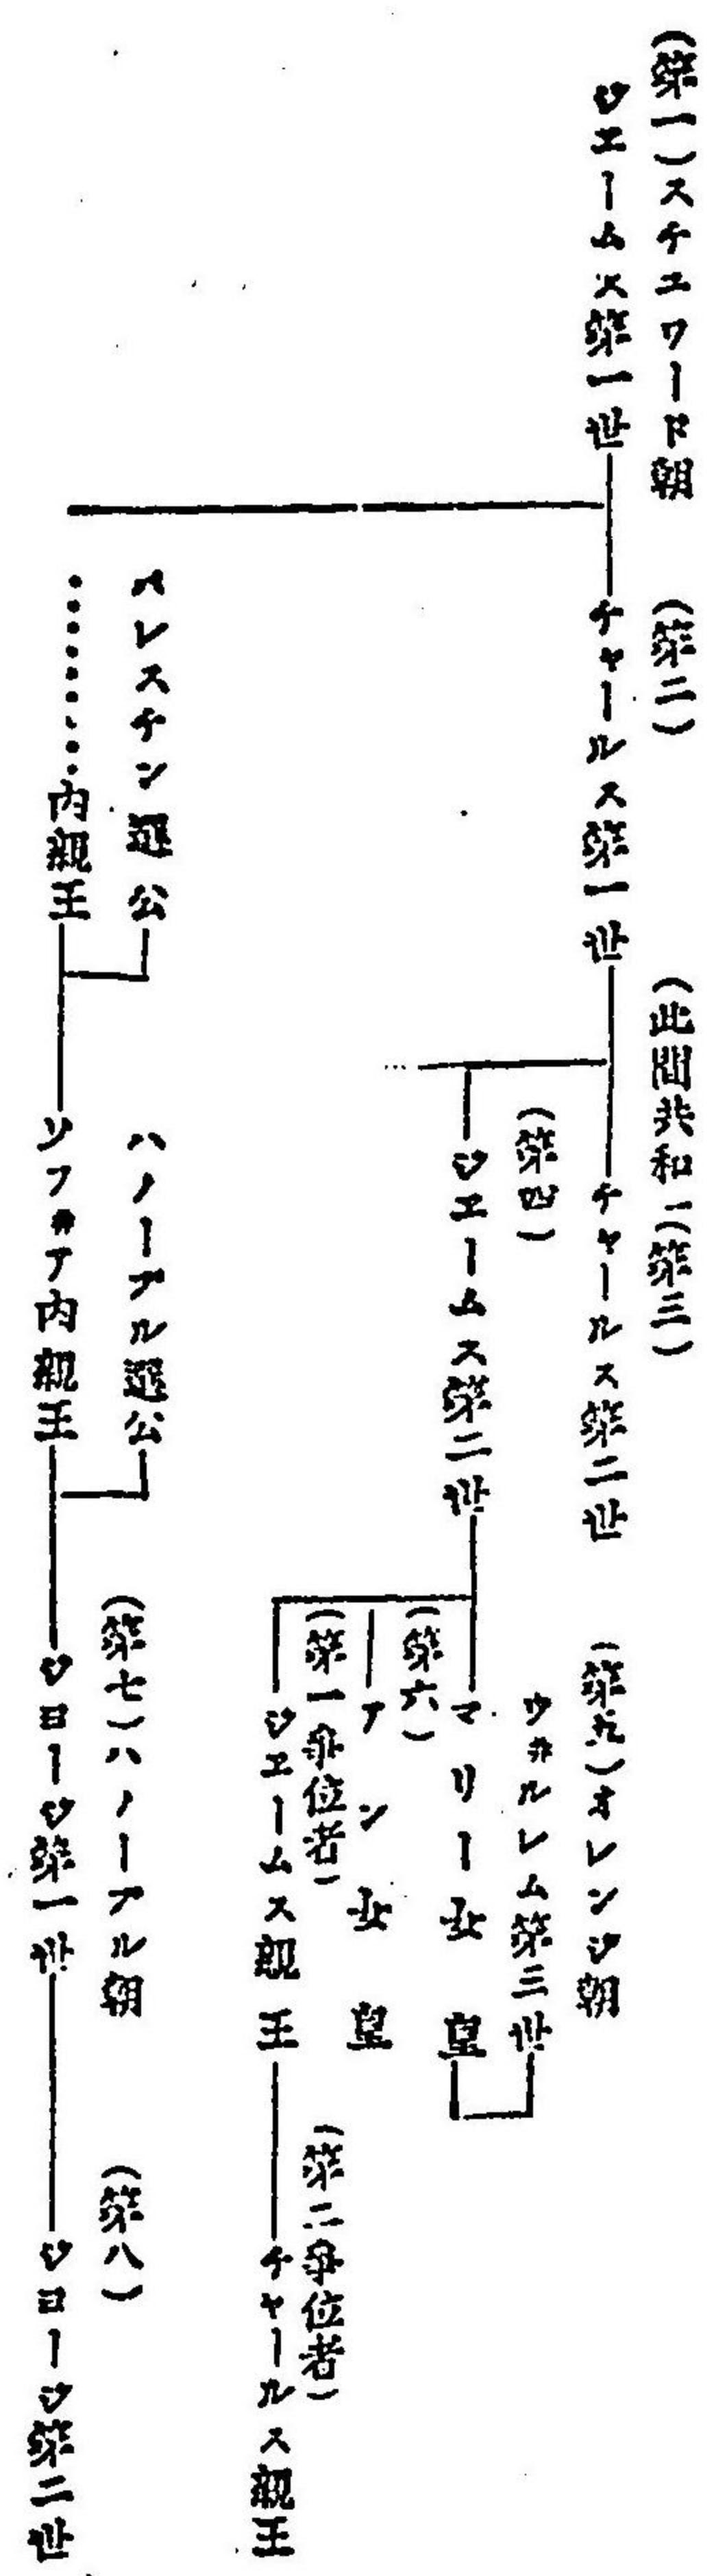 (第一)スチユワード朝
ジエームス第一世
(第二)
チャールス第一世
(此間共和)(第三)
チャールス第二世
(第四)
ジエームス第二世
(第九)オレンジ朝
ウ井ルレム第三世
マリー女皇
(第六)
アン女皇
(第一争位者)
ジエームス親王
(第二争位者)
チャールス親王
パレスチン選公
………内親王
ハノーブル選公
ソフ井ア内親王
(第七)ハノーブル朝
ジヨージ第一世
(第八)
ジヨージ第二世